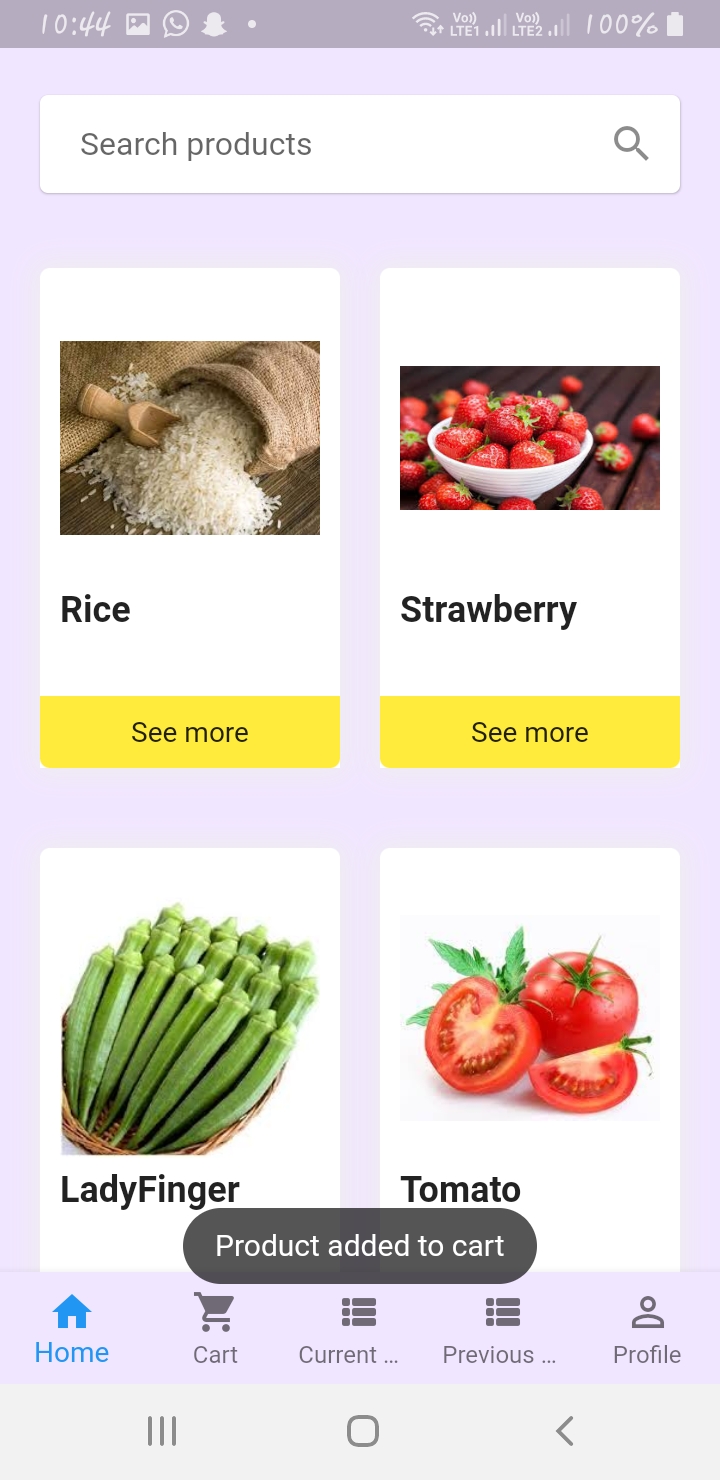 10:44 Vo)) LTE1 Vo)) LTE2 100%
Search products
Rice
Strawberry
See more
See more
LadyFinger
Tomato
Product added to cart
Home
Cart
Current ...
Previous ...
Profile